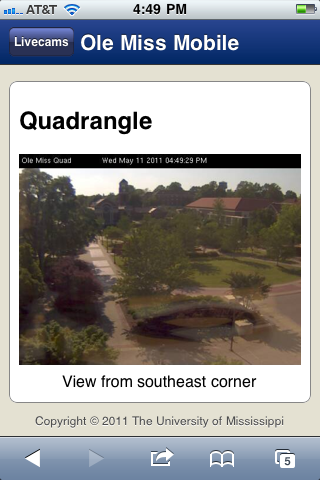 AT&T 4:49 PM
Livecams Ole Miss Mobile
Quadrangle
Ole Miss Quad Wed May 11 2011 04:49:29 PM
View from southeast corner
Copyright © 2011 The University of Mississippi
5